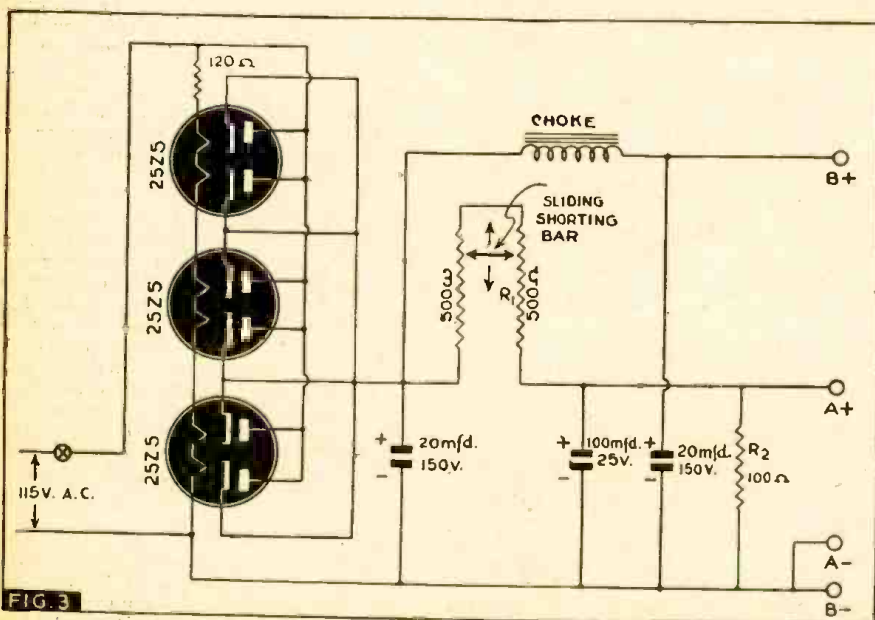 120 Ω
25Z5
25Z5
25Z5
115V. A.C.
CHOKE
SLIDING
SHORTING
BAR
500ω
R₁
500Ω
+
20mfd.
150V.
-
+
100mfd.
25V.
-
+
20mfd.
150V.
-
R₂
100Ω
B+
A+
A-
B-
FIG. 3